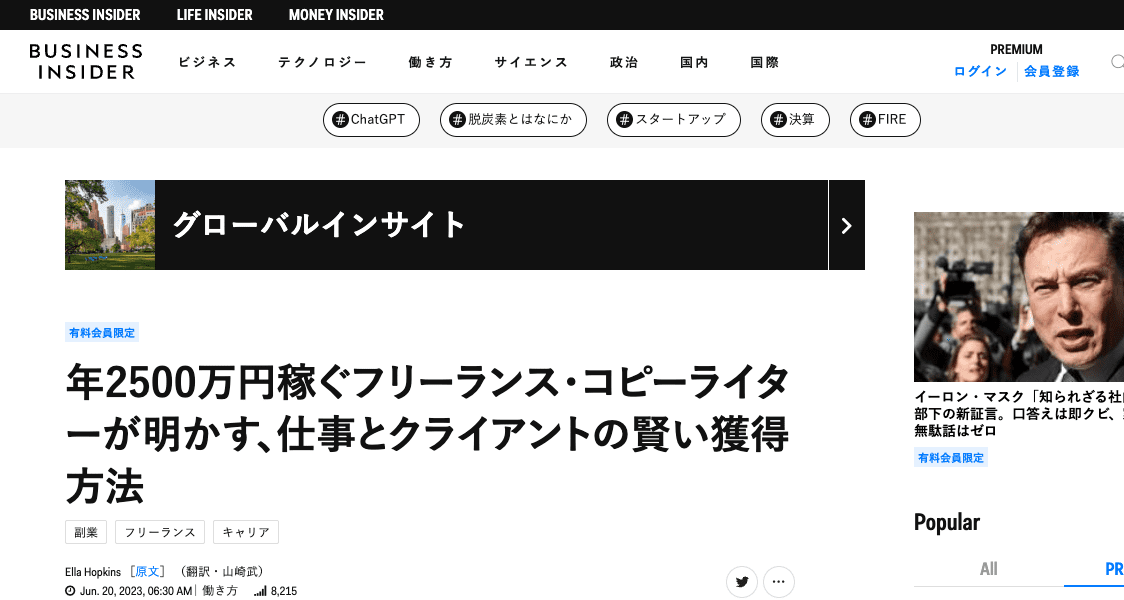 BUSINESS INSIDER LIFE INSIDER MONEY INSIDER
BUSINESS
INSIDER
ビジネス テクノロジー 働き方 サイエンス 政治 国内 国際
PREMIUM
ログイン 会員登録
#ChatGPT #脱炭素とはなにか #スタートアップ #決算 #FIRE
グローバルインサイト
有料会員限定
年2500万円稼ぐフリーランス・コピーライタ
ーが明かす、仕事とクライアントの賢い獲得
方法
副業 フリーランス キャリア
Ella Hopkins [原文] (翻訳・山崎武)
Jun. 20, 2023, 06:30 AM 働き方 8,215
イーロン・マスク「知られざる社
部下の新証言。口答えは即クビ、
無駄話はゼロ
有料会員限定
Popular
All PR